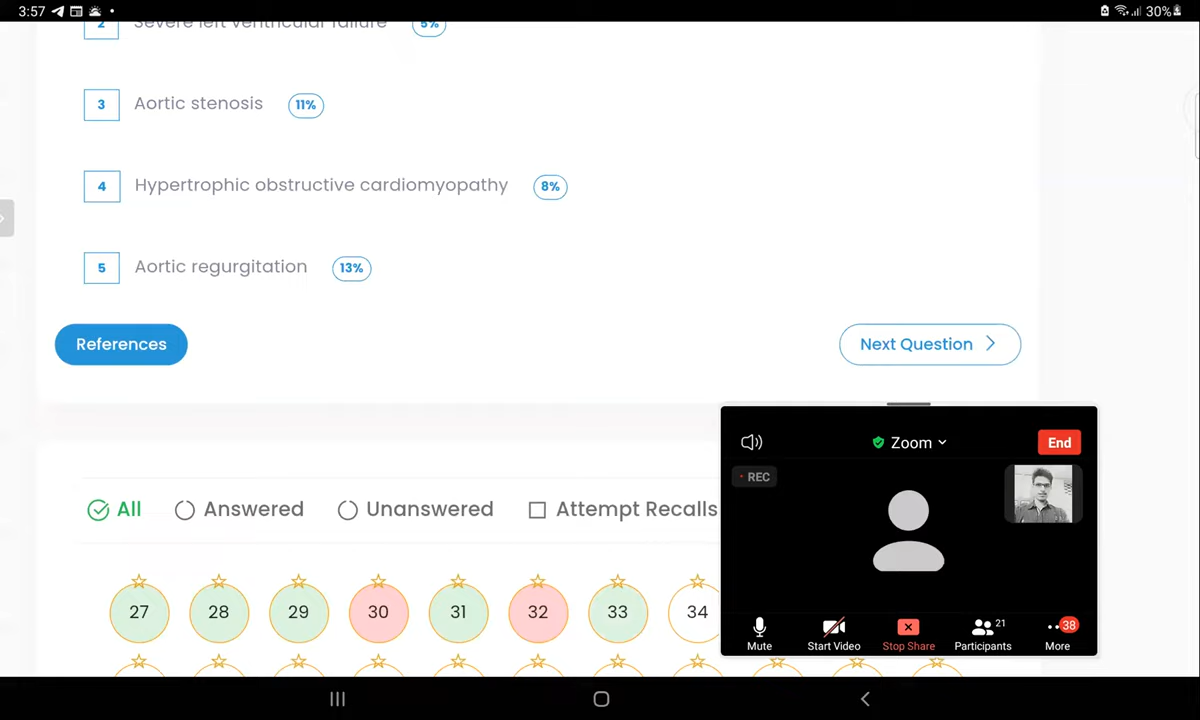 3:57
30%
2 Severe left ventricular failure 5%
3 Aortic stenosis 11%
4 Hypertrophic obstructive cardiomyopathy 8%
5 Aortic regurgitation 13%
References
Next Question
Zoom
End
REC
All
Answered
Unanswered
Attempt Recalls
27 28 29 30 31 32 33 34
21
38
Mute
Start Video
Stop Share
Participants
More